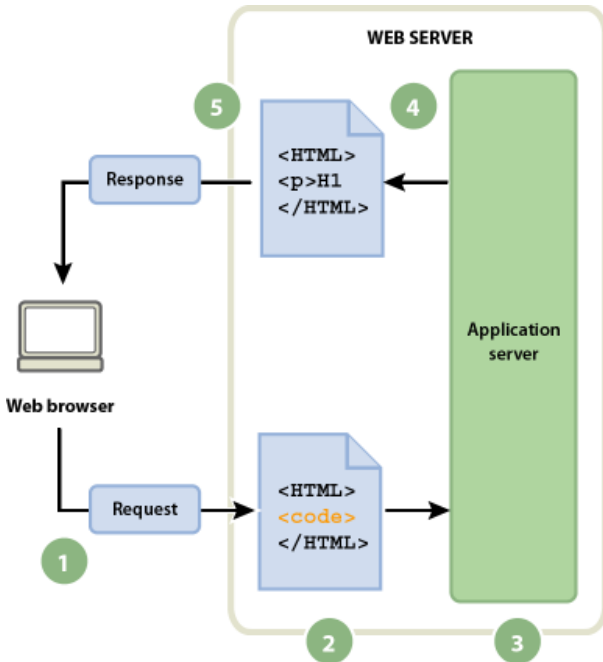 WEB SERVER
5
4
<HTML>
<p>H1
</HTML>
Response
Application
server
Web browser
<HTML>
<code>
</HTML>
Request
1
2
3